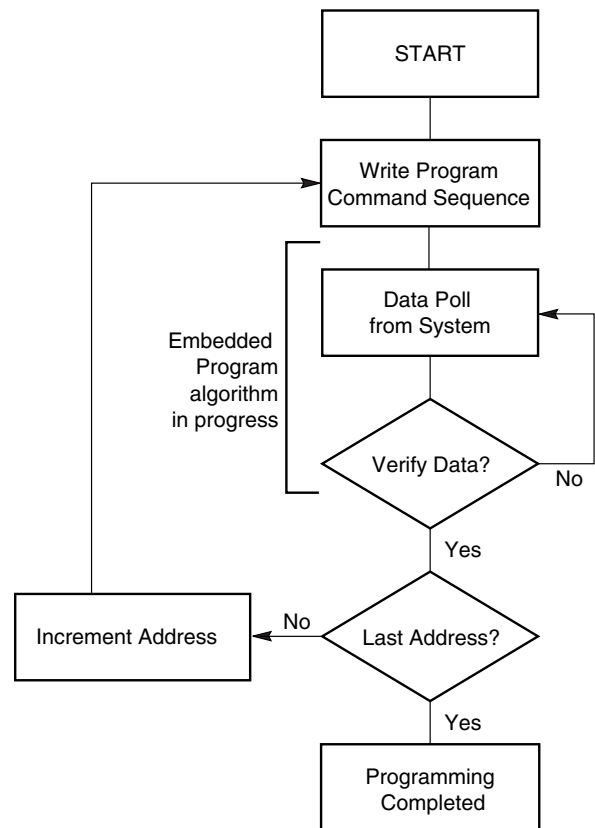 START
Write Program
Command Sequence
Data Poll
from System
Embedded
Program
algorithm
in progress
Verify Data?
No
Yes
No
Increment Address
Last Address?
Yes
Programming
Completed